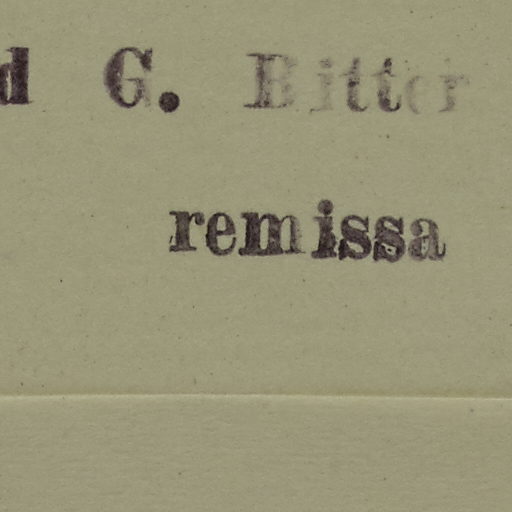 d G. Bitter
remissa